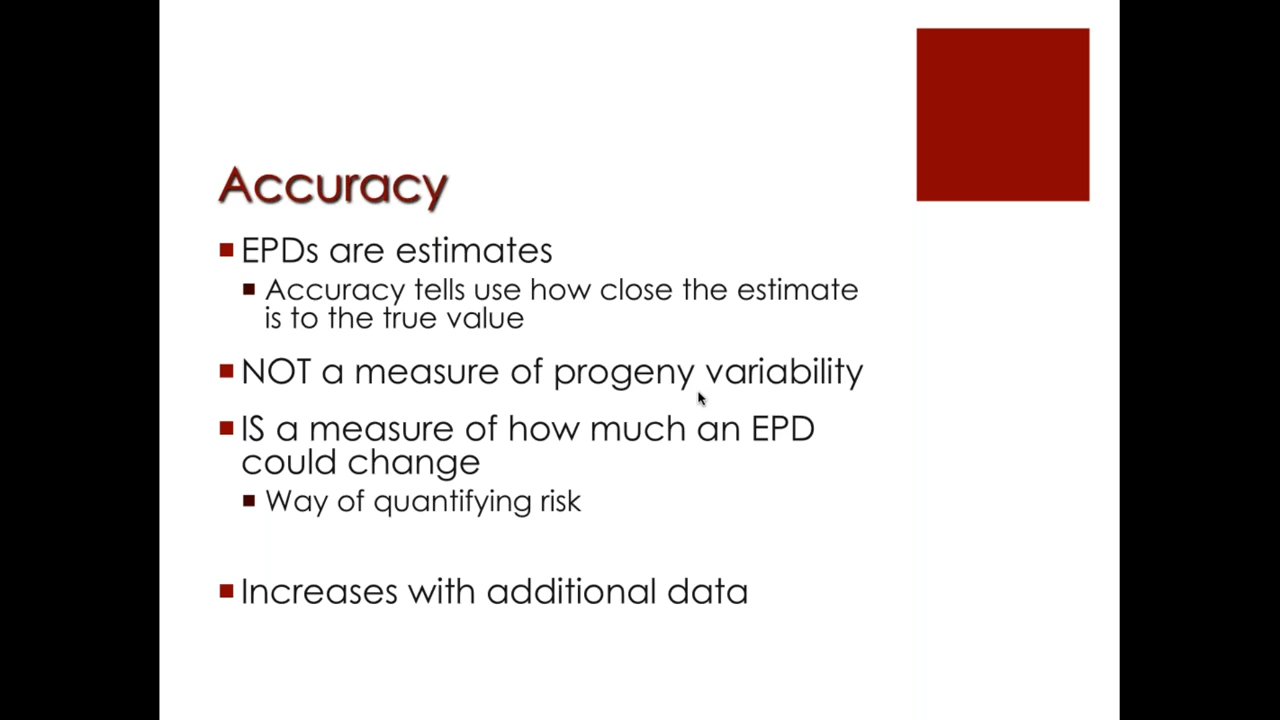 Accuracy
EPDs are estimates
Accuracy tells use how close the estimate
is to the true value
NOT a measure of progeny variability
IS a measure of how much an EPD
could change
Way of quantifying risk
Increases with additional data